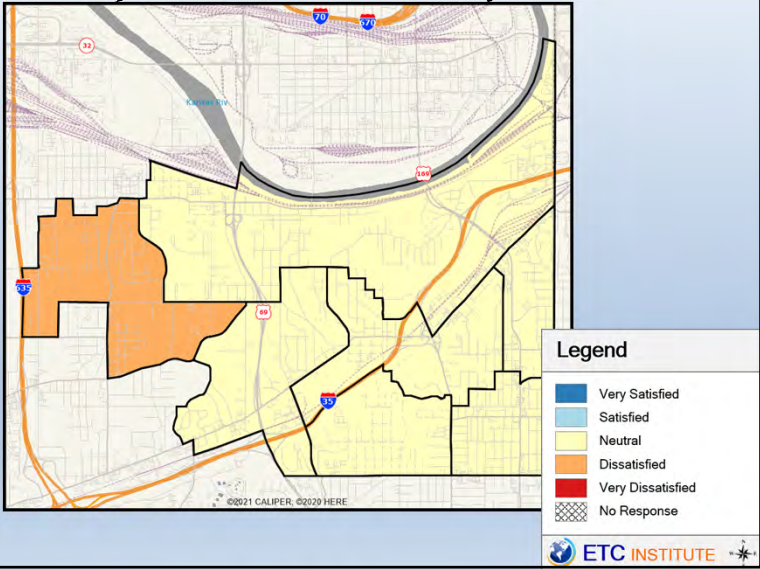 70
670
32
Kansas Riv
169
635
69
35
©2021 CALIPER; ©2020 HERE
Legend
Very Satisfied
Satisfied
Neutral
Dissatisfied
Very Dissatisfied
No Response
ETC INSTITUTE